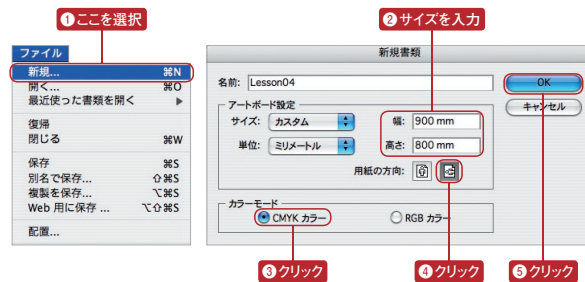 ❶ここを選択
❷サイズを入力
ファイル
新規... ⌘N
開く... ⌘O
最近使った書類を開く ▶
復帰
閉じる ⌘W
保存 ⌘S
別名で保存... ⇧⌘S
複製を保存... ⌥⌘S
Web 用に保存 ... ⌥⇧⌘S
配置...
新規書類
名前: Lesson04
OK
キャンセル
アートボード設定
サイズ: カスタム 幅: 900 mm
単位: ミリメートル 高さ: 800 mm
用紙の方向:
カラーモード
CMYK カラー RGB カラー
❸クリック
❹クリック
❺クリック